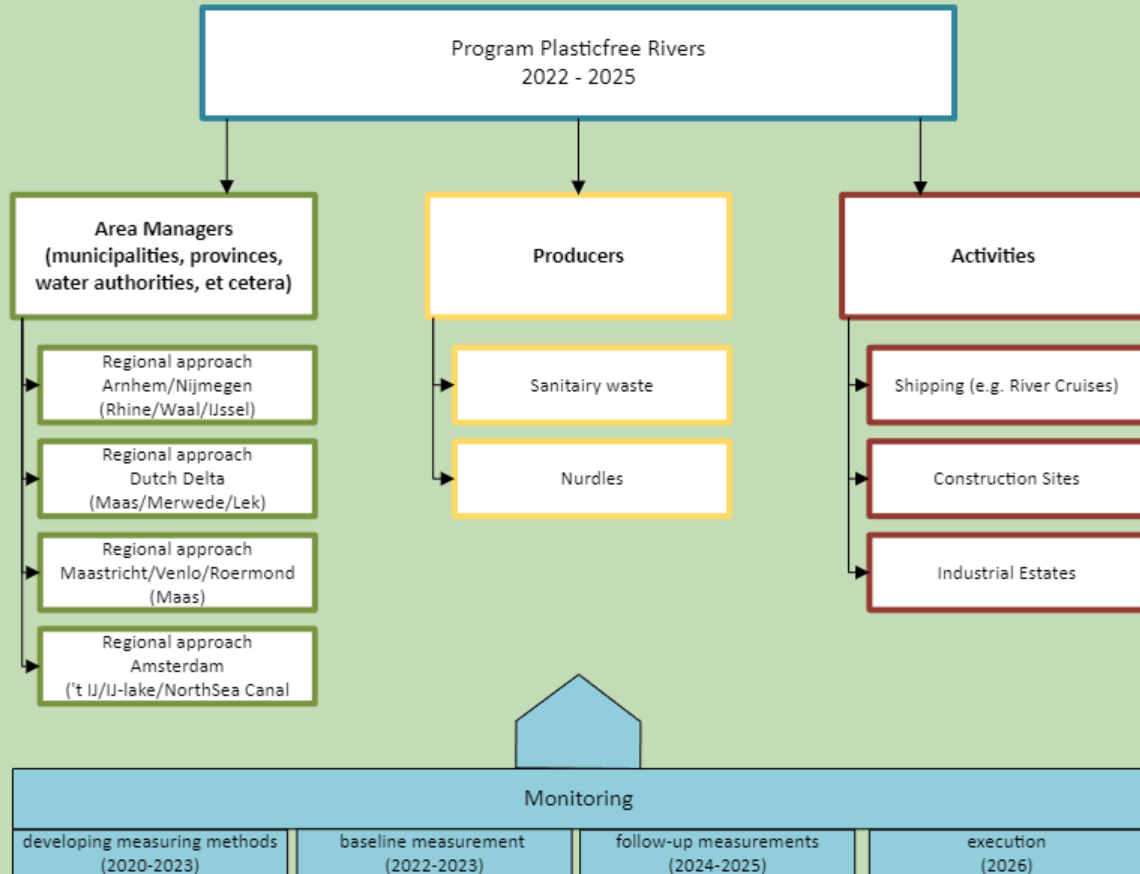 Program Plasticfree Rivers
2022 - 2025
Area Managers
(municipalities, provinces,
water authorities, et cetera)
Regional approach
Arnhem/Nijmegen
(Rhine/Waal/IJssel)
Regional approach
Dutch Delta
(Maas/Merwede/Lek)
Regional approach
Maastricht/Venlo/Roermond
(Maas)
Regional approach
Amsterdam
('t IJ/IJ-lake/NorthSea Canal
Producers
Sanitairy waste
Nurdles
Activities
Shipping (e.g. River Cruises)
Construction Sites
Industrial Estates
Monitoring
developing measuring methods
(2020-2023)
baseline measurement
(2022-2023)
follow-up measurements
(2024-2025)
execution
(2026)